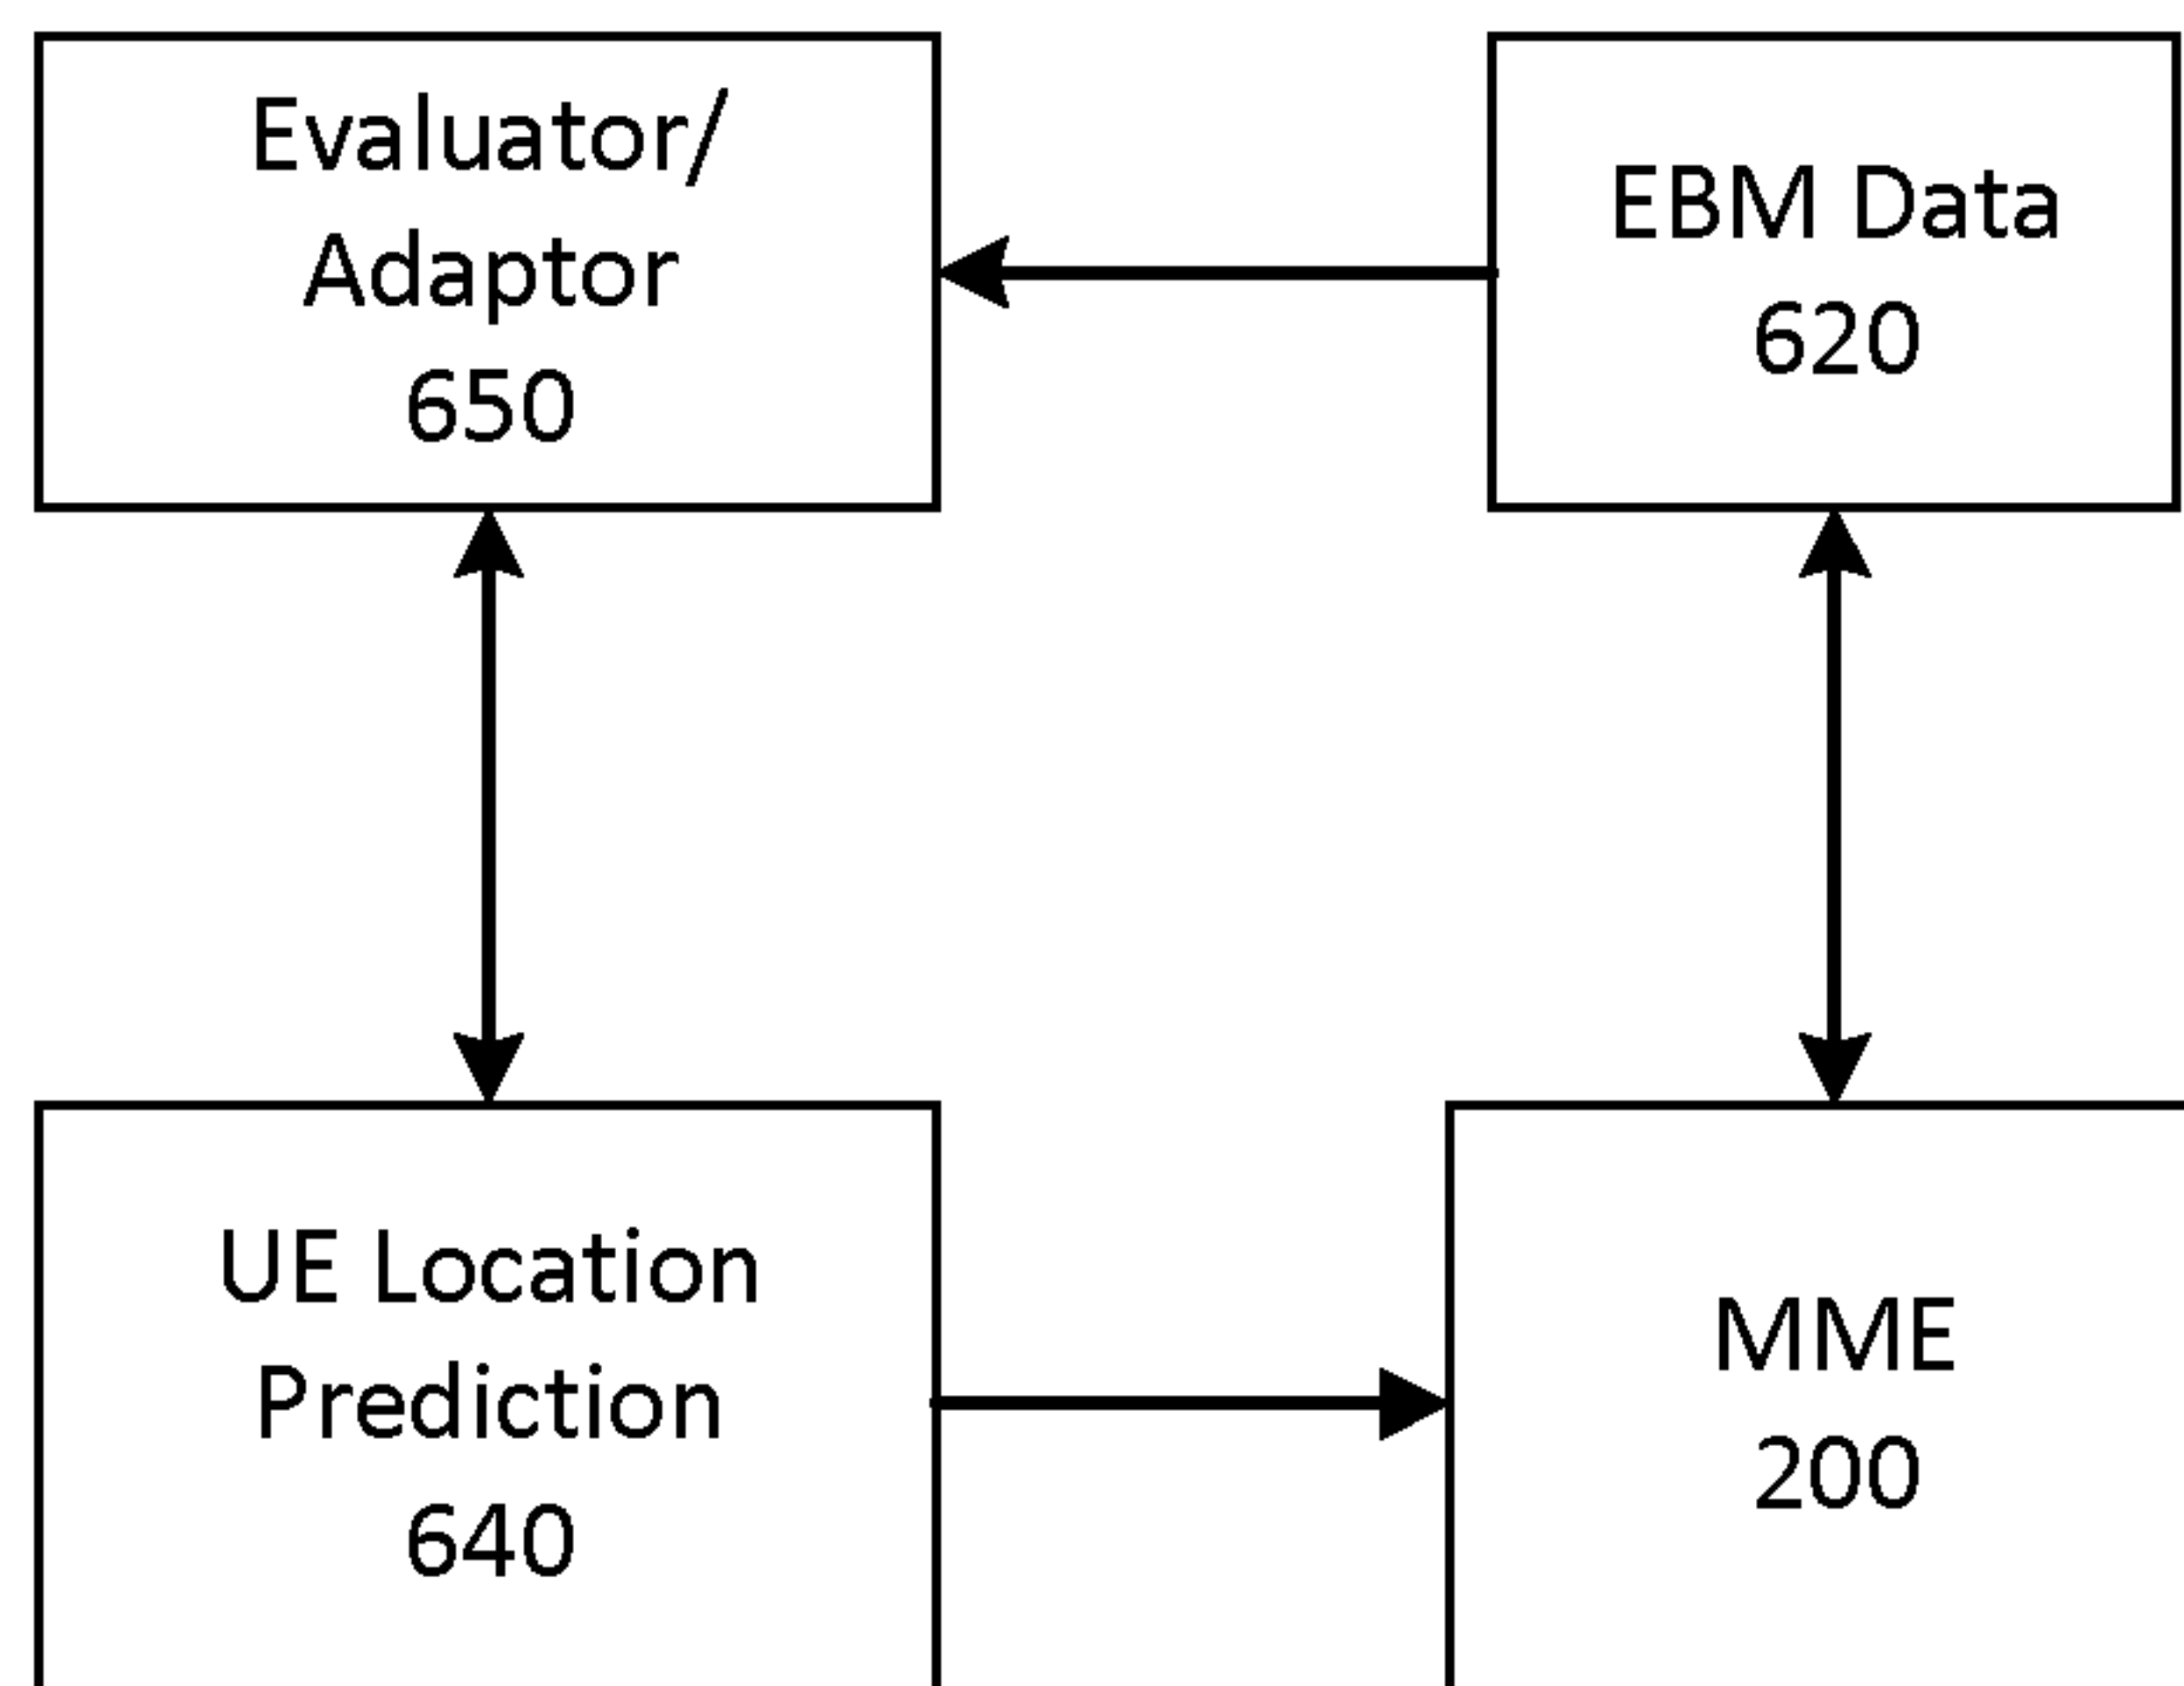 Evaluator/
Adaptor
650
EBM Data
620
UE Location
Prediction
640
MME
200